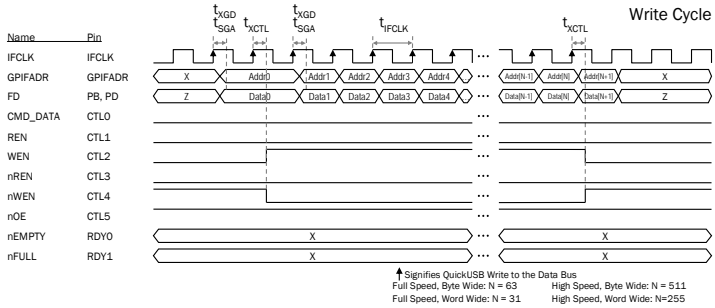 Write Cycle
tXGD tXGD
tSGA tXCTL tSGA tIFCLK tXCTL
Name Pin
IFCLK IFCLK ...
GPIFADR GPIFADR X Addr0 Addr1 Addr2 Addr3 Addr4 ... Addr[N-1] Addr[N] Addr[N+1] X
FD PB, PD Z Data0 Data1 Data2 Data3 Data4 ... Data[N-1] Data[N] Data[N+1] Z
CMD_DATA CTL0 ...
REN CTL1 ...
WEN CTL2 ...
nREN CTL3 ...
nWEN CTL4 ...
nOE CTL5 ...
nEMPTY RDY0 X ... X
nFULL RDY1 X ... X
Signifies QuickUSB Write to the Data Bus
Full Speed, Byte Wide: N = 63 High Speed, Byte Wide: N = 511
Full Speed, Word Wide: N = 31 High Speed, Word Wide: N=255